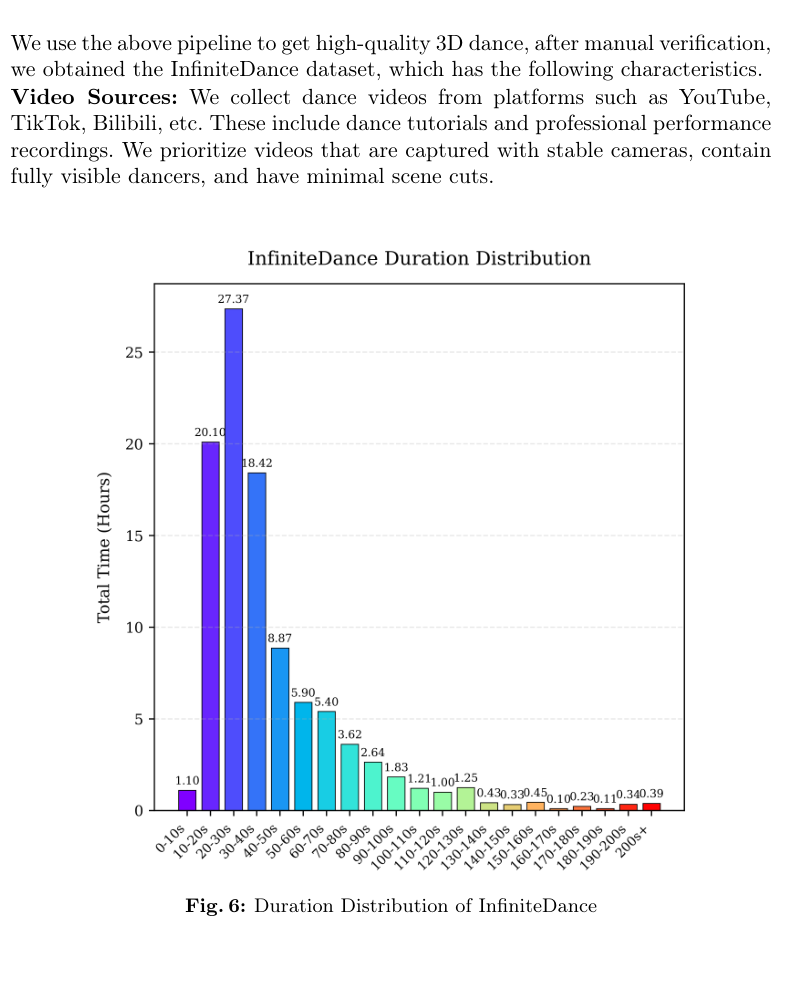 We use the above pipeline to get high-quality 3D dance, after manual verification,
we obtained the InfiniteDance dataset, which has the following characteristics.
Video Sources: We collect dance videos from platforms such as YouTube,
TikTok, Bilibili, etc. These include dance tutorials and professional performance
recordings. We prioritize videos that are captured with stable cameras, contain
fully visible dancers, and have minimal scene cuts.
InfiniteDance Duration Distribution
Total Time (Hours)
25
20
15
10
5
0
1.10
20.10
27.37
18.42
8.87
5.90
5.40
3.62
2.64
1.83
1.21
1.00
1.25
0.43
0.33
0.45
0.10
0.23
0.11
0.34
0.39
0-10s
10-20s
20-30s
30-40s
40-50s
50-60s
60-70s
70-80s
80-90s
90-100s
100-110s
110-120s
120-130s
130-140s
140-150s
150-160s
160-170s
170-180s
180-190s
190-200s
200s+
Fig. 6: Duration Distribution of InfiniteDance